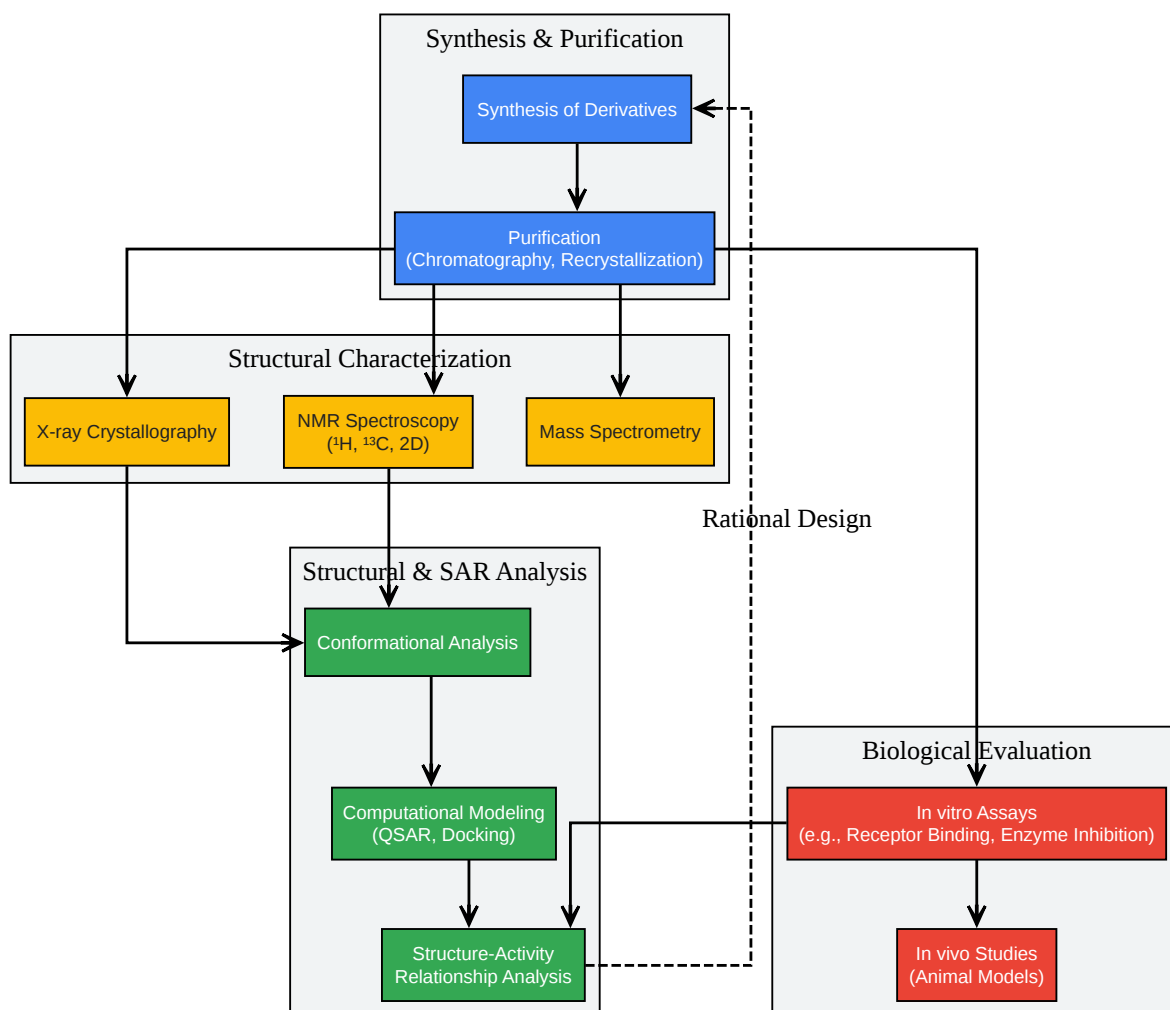 Synthesis & Purification
Synthesis of Derivatives
Purification
(Chromatography, Recrystallization)
Structural Characterization
X-ray Crystallography
NMR Spectroscopy
(¹H, ¹³C, 2D)
Mass Spectrometry
Rational Design
Structural & SAR Analysis
Conformational Analysis
Computational Modeling
(QSAR, Docking)
Structure-Activity
Relationship Analysis
Biological Evaluation
In vitro Assays
(e.g., Receptor Binding, Enzyme Inhibition)
In vivo Studies
(Animal Models)